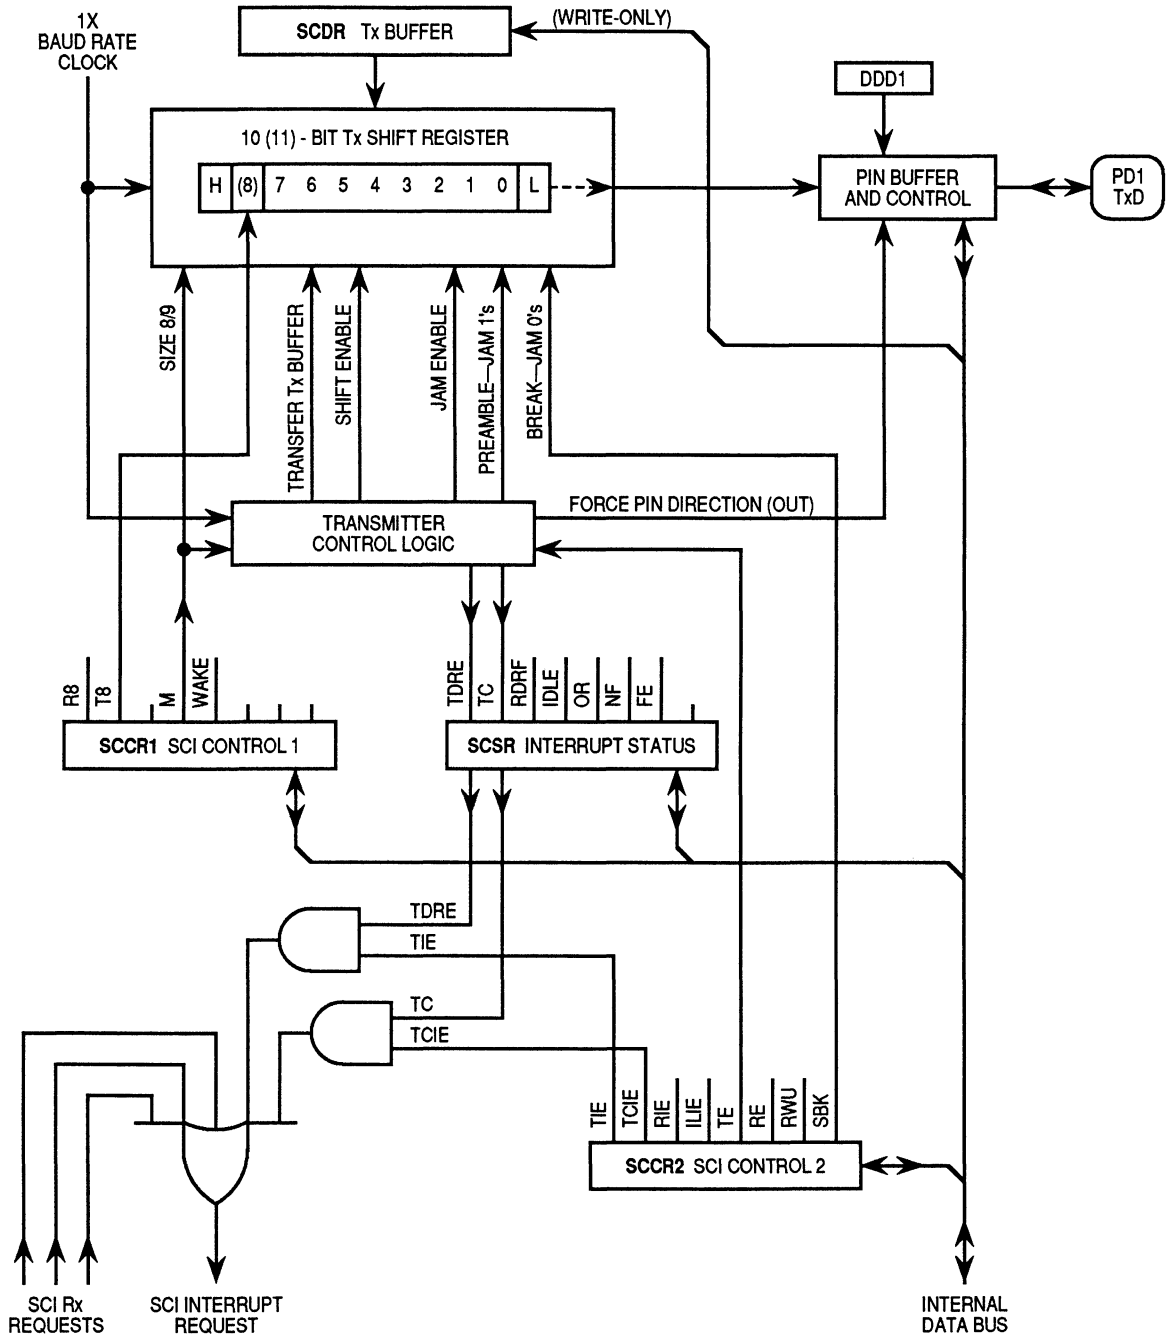 1X
BAUD RATE
CLOCK
SCDR Tx BUFFER
(WRITE-ONLY)
DDD1
10 (11) - BIT Tx SHIFT REGISTER
H (8) 7 6 5 4 3 2 1 0 L
PIN BUFFER
AND CONTROL
PD1
TxD
SIZE 8/9
TRANSFER Tx BUFFER
SHIFT ENABLE
JAM ENABLE
PREAMBLE—JAM 1's
BREAK—JAM 0's
FORCE PIN DIRECTION (OUT)
TRANSMITTER
CONTROL LOGIC
R8
T8
M
WAKE
TDRE
TC
RDRF
IDLE
OR
NF
FE
SCCR1 SCI CONTROL 1
SCSR INTERRUPT STATUS
TDRE
TIE
TC
TCIE
TIE
TCIE
RIE
ILIE
TE
RE
RWU
SBK
SCCR2 SCI CONTROL 2
SCI Rx
REQUESTS
SCI INTERRUPT
REQUEST
INTERNAL
DATA BUS